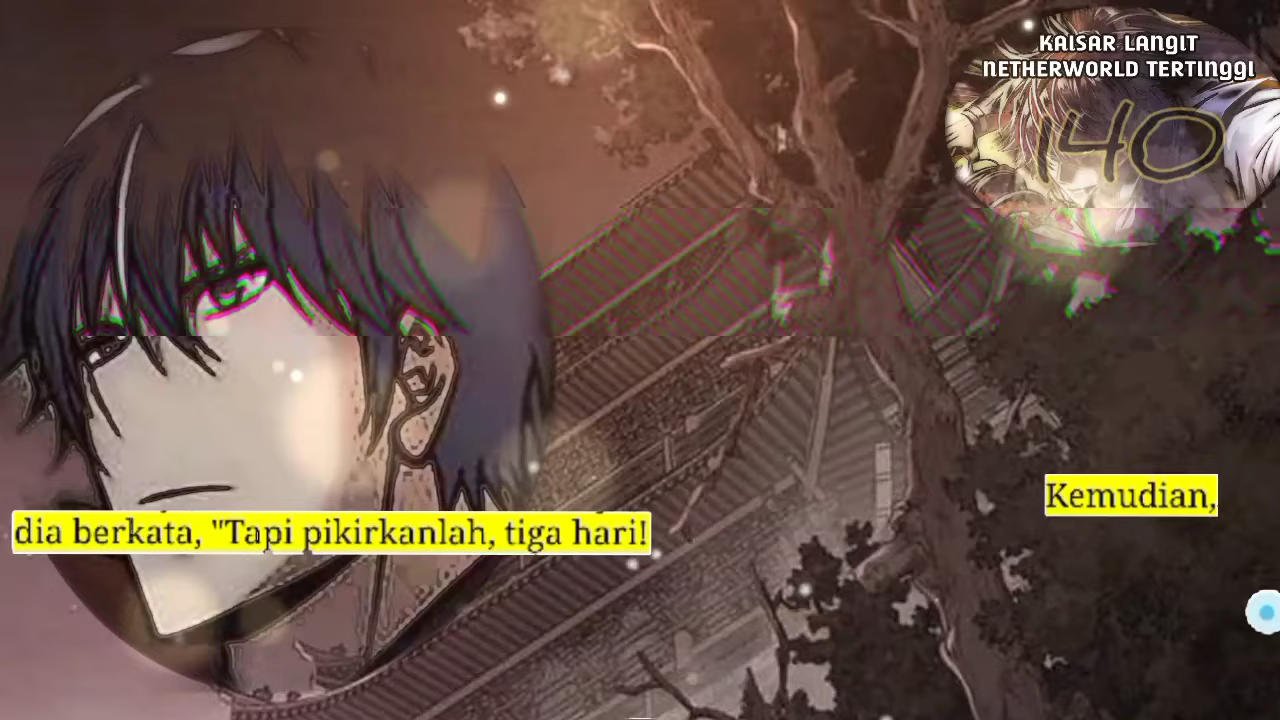 KAISAR LANGIT
NETHERWORLD TERTINGGI
140
Kemudian,
dia berkata, "Tapi pikirkanlah, tiga hari!